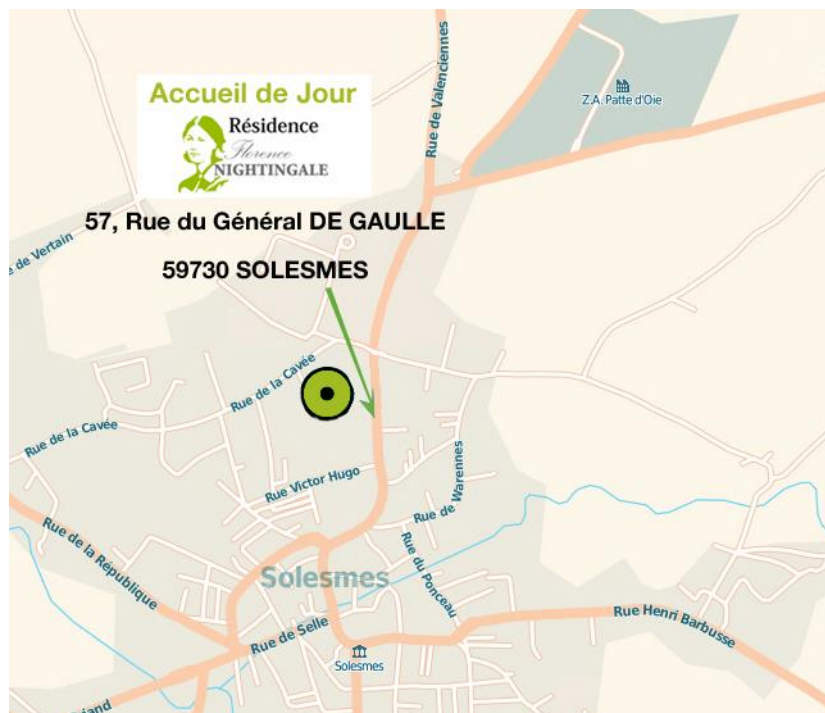 Accueil de Jour
Résidence
Florence
NIGHTINGALE
57, Rue du Général DE GAULLE
59730 SOLESMES
Rue de Valenciennes
Z.A. Patte d'Oie
de Vertain
Rue de la Cavée
Rue de la Cavée
Rue Victor Hugo
Rue de Warennes
Rue de la République
Solesmes
Rue du Ponceau
Rue de Selle
Rue Henri Barbusse
Solesmes